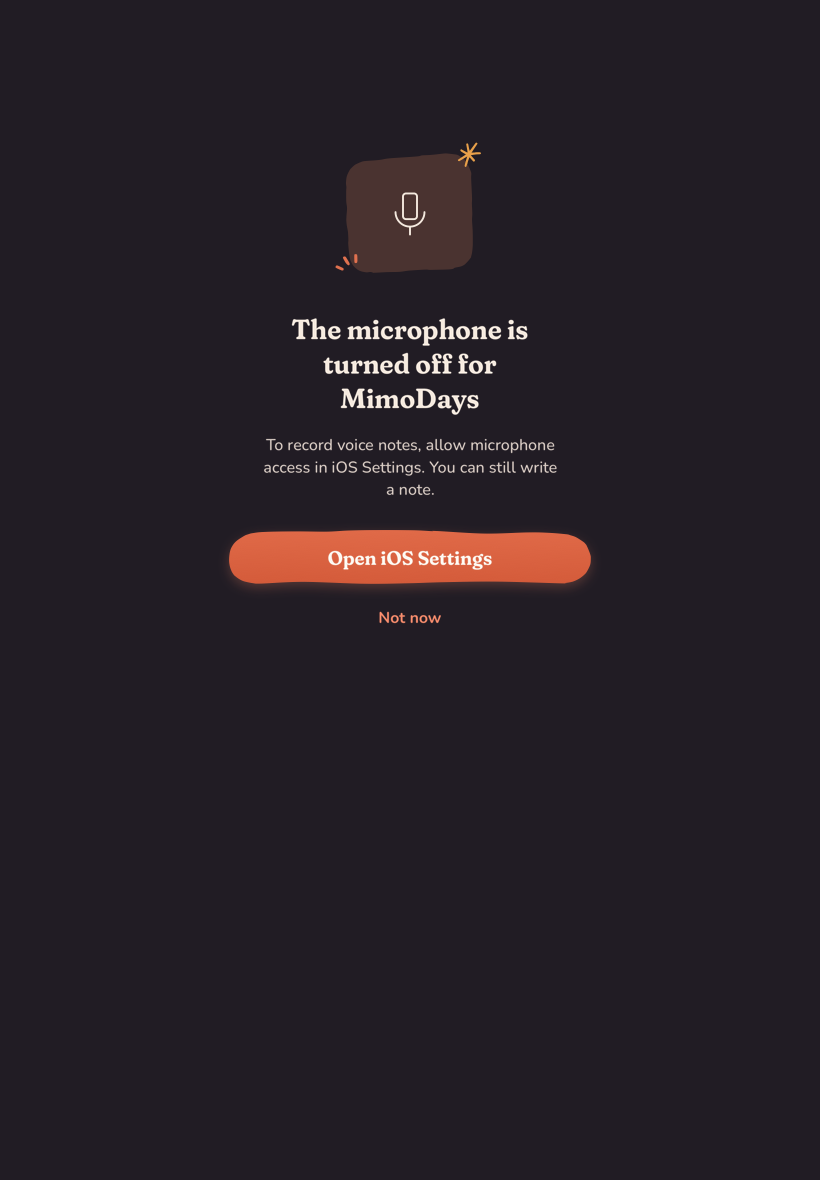 The microphone is
turned off for
MimoDays
To record voice notes, allow microphone
access in iOS Settings. You can still write
a note.
Open iOS Settings
Not now